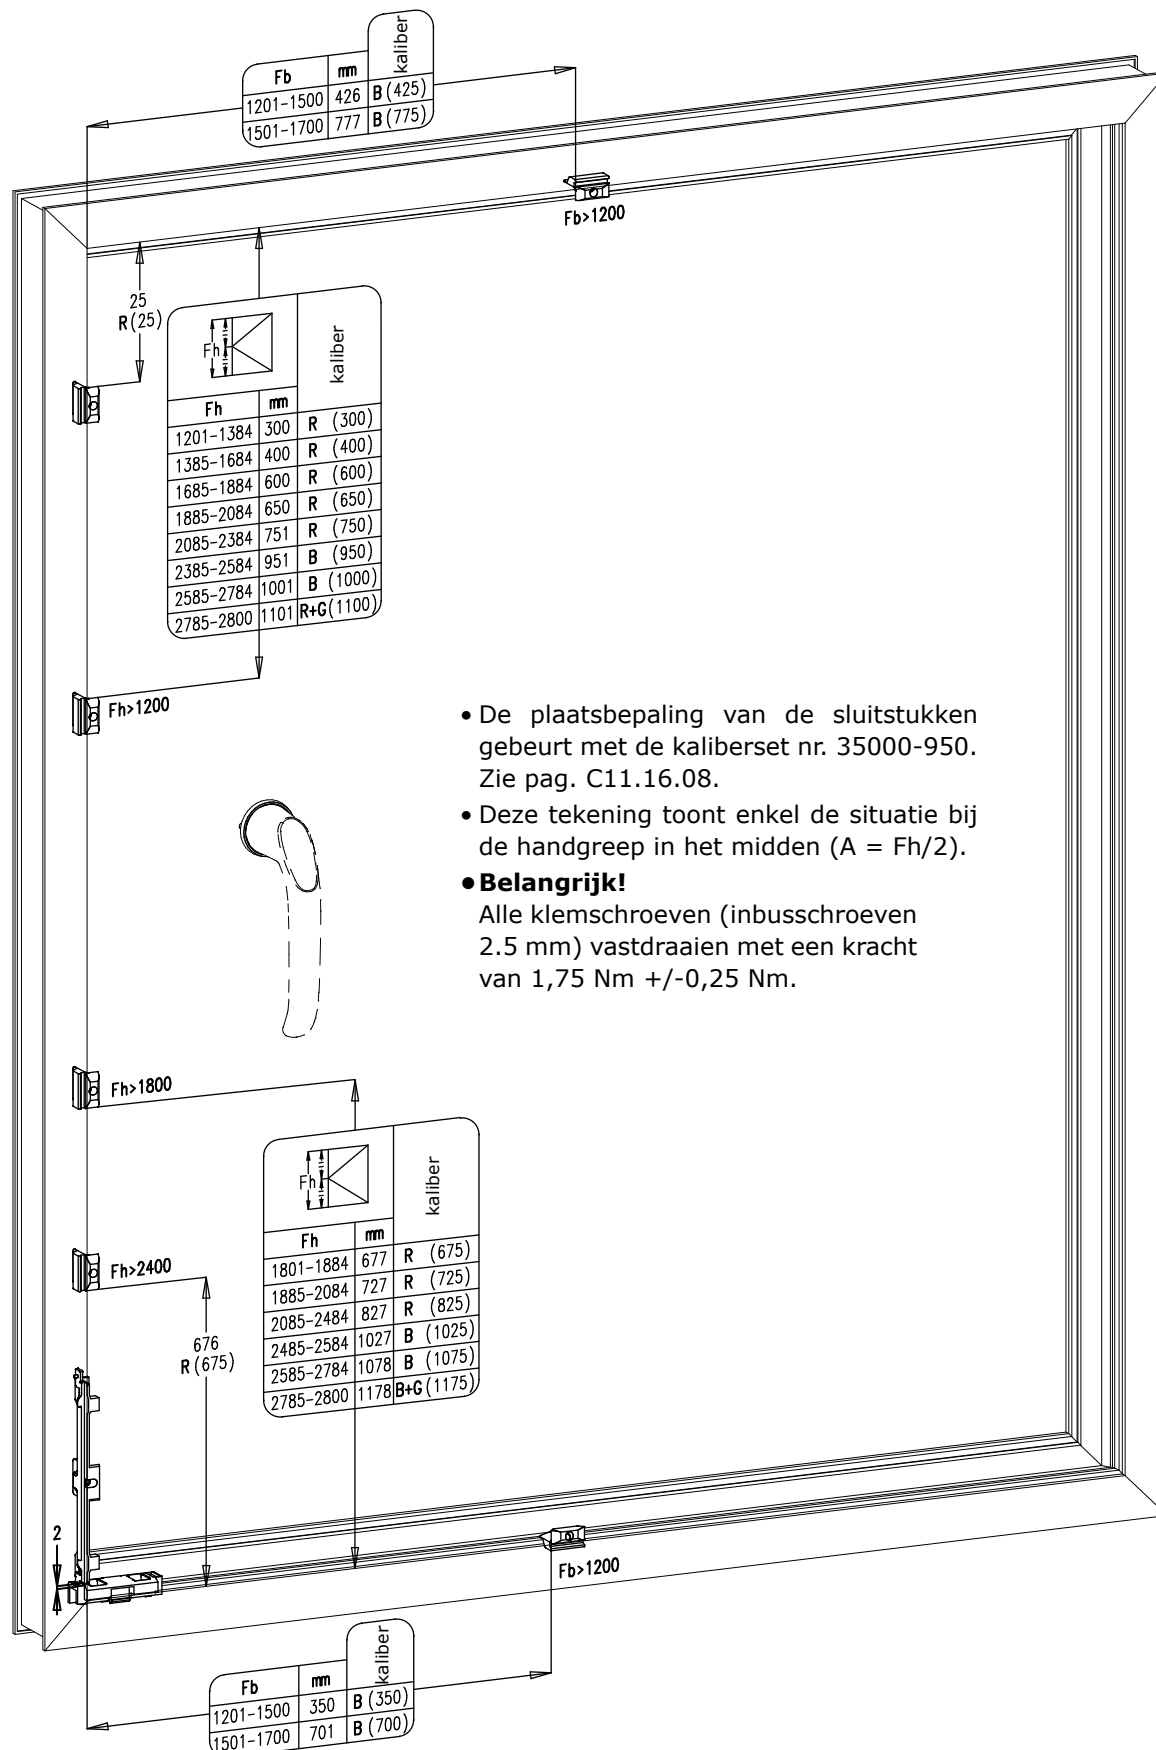 kaliber
Fb mm
1201-1500 426 B (425)
1501-1700 777 B (775)
Fb>1200
25
R (25)
Fh
kaliber
Fh mm
1201-1384 300 R (300)
1385-1684 400 R (400)
1685-1884 600 R (600)
1885-2084 650 R (650)
2085-2384 751 R (750)
2385-2584 951 B (950)
2585-2784 1001 B (1000)
2785-2800 1101 R+G (1100)
Fh>1200
• De plaatsbepaling van de sluitstukken
gebeurt met de kaliberset nr. 35000-950.
Zie pag. C11.16.08.
• Deze tekening toont enkel de situatie bij
de handgreep in het midden (A = Fh/2).
• Belangrijk!
Alle klemschroeven (inbusschroeven
2.5 mm) vastdraaien met een kracht
van 1,75 Nm +/-0,25 Nm.
Fh>1800
Fh
kaliber
Fh mm
1801-1884 677 R (675)
1885-2084 727 R (725)
2085-2484 827 R (825)
2485-2584 1027 B (1025)
2585-2784 1078 B (1075)
2785-2800 1178 B+G (1175)
Fh>2400
676
R (675)
2
Fb>1200
kaliber
Fb mm
1201-1500 350 B (350)
1501-1700 701 B (700)